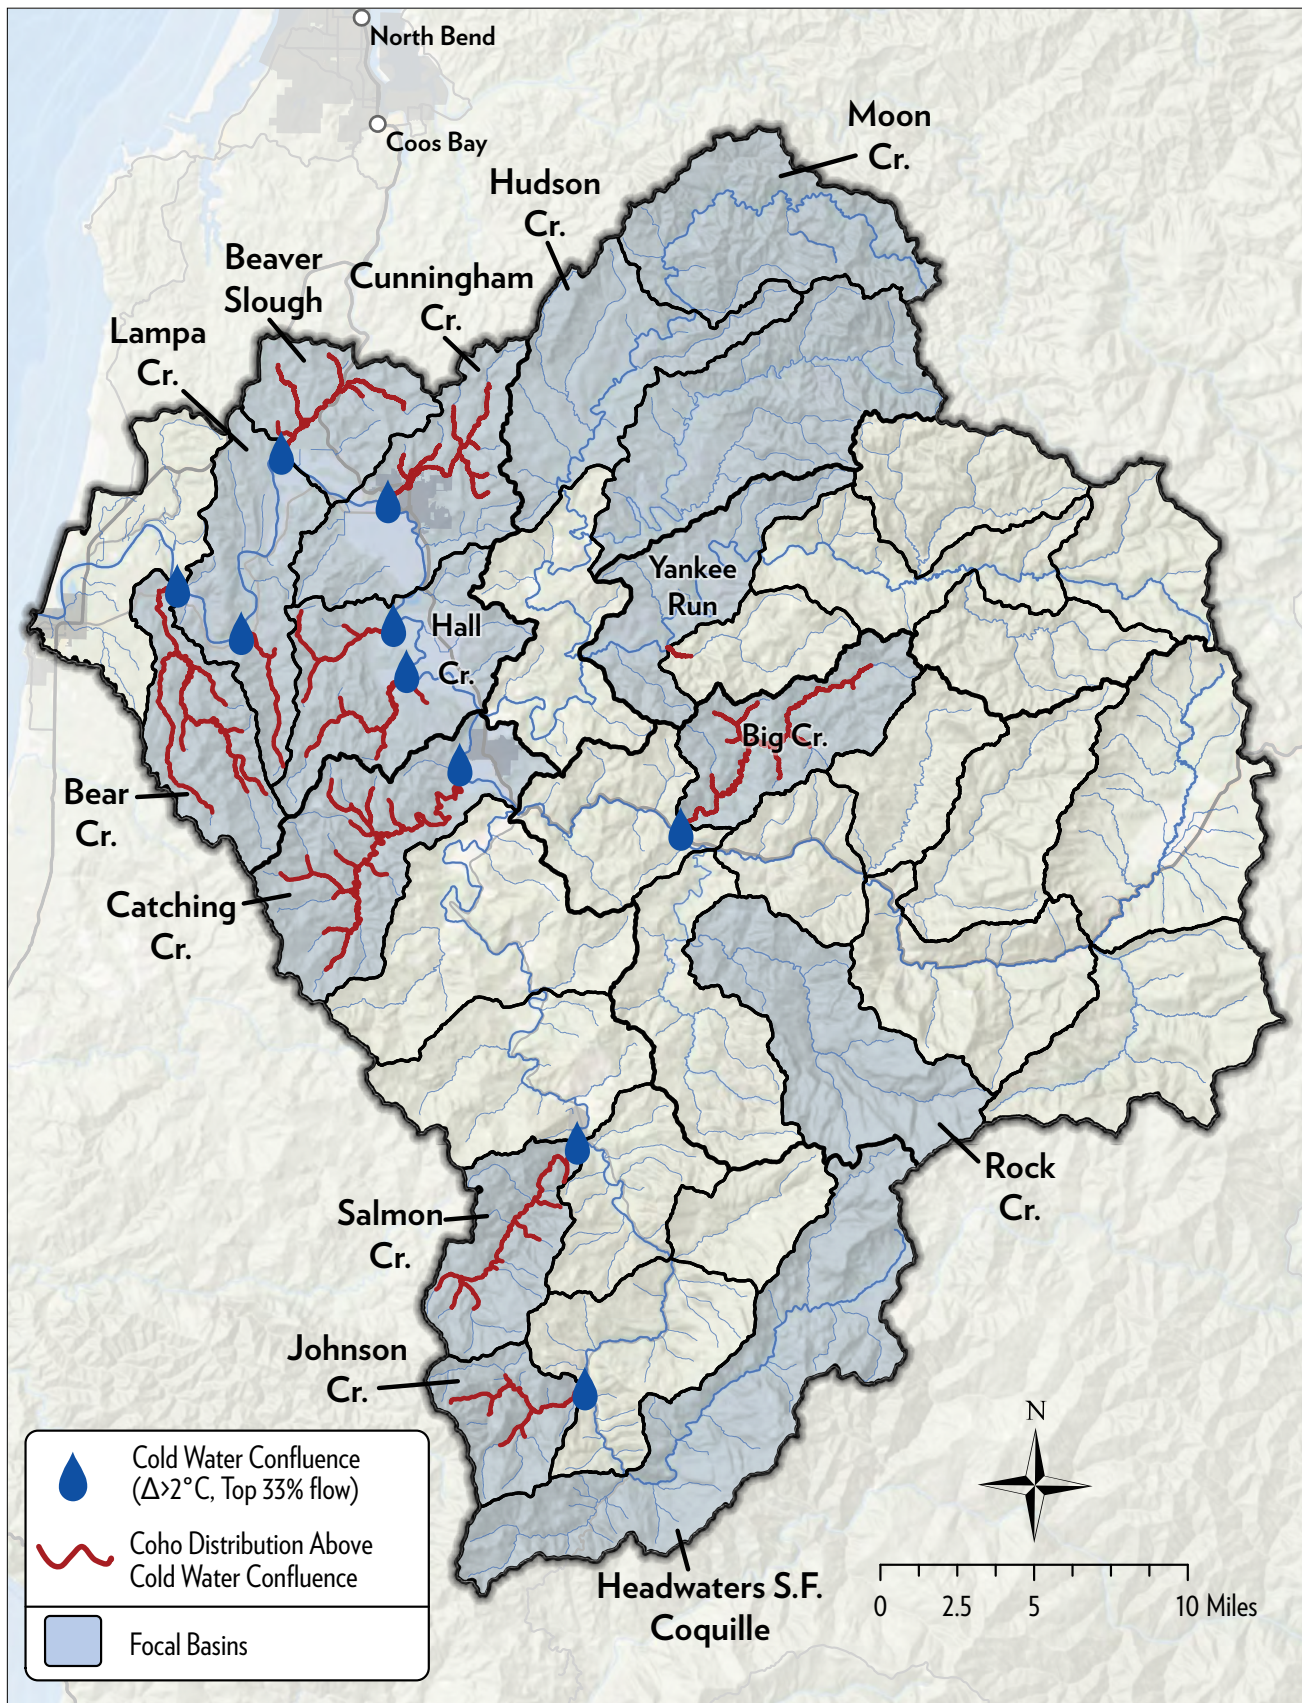 North Bend
Coos Bay
Moon
Cr.
Hudson
Cr.
Beaver
Slough
Cunningham
Cr.
Lampa
Cr.
Yankee
Run
Hall
Cr.
Big Cr.
Bear
Cr.
Catching
Cr.
Rock
Cr.
Salmon
Cr.
Johnson
Cr.
Headwaters S.F.
Coquille
N
0 2.5 5 10 Miles
Cold Water Confluence
(Δ>2°C, Top 33% flow)
Coho Distribution Above
Cold Water Confluence
Focal Basins